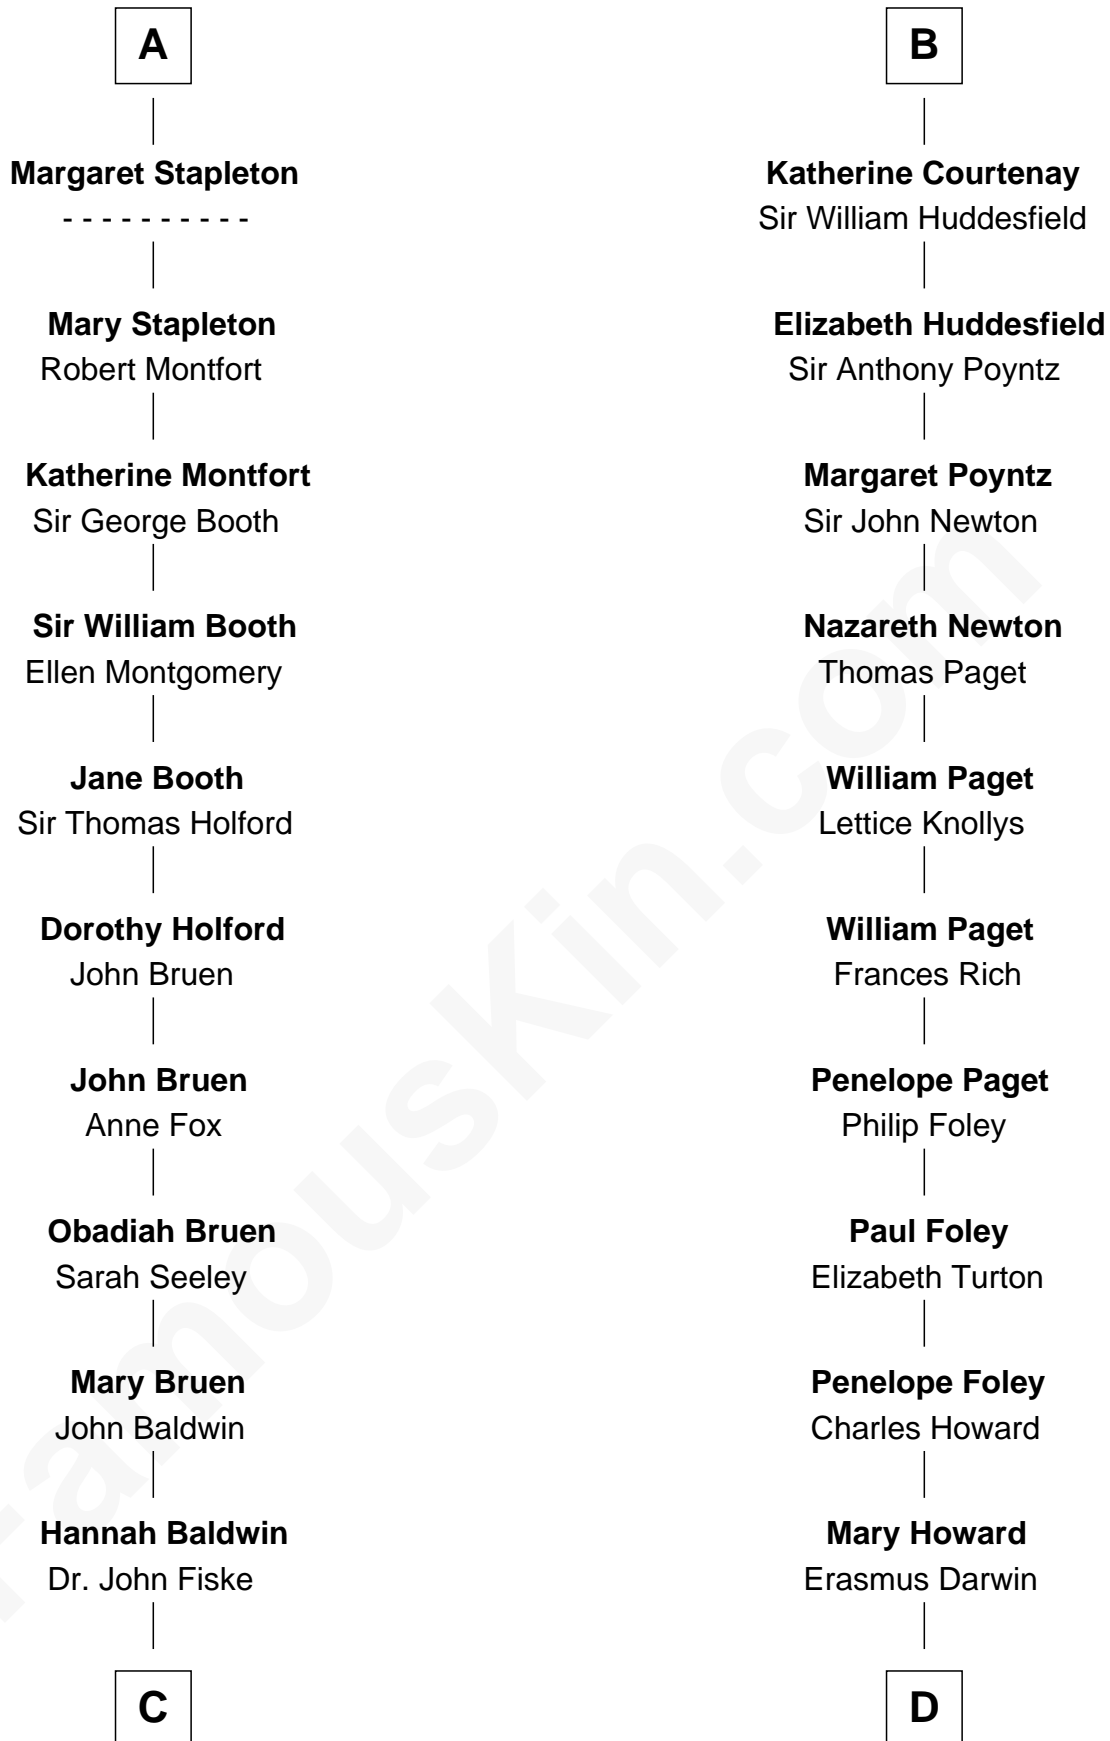 A
Margaret Stapleton
- - - - - - - - - -
Mary Stapleton
Robert Montfort
Katherine Montfort
Sir George Booth
Sir William Booth
Ellen Montgomery
Jane Booth
Sir Thomas Holford
Dorothy Holford
John Bruen
John Bruen
Anne Fox
Obadiah Bruen
Sarah Seeley
Mary Bruen
John Baldwin
Hannah Baldwin
Dr. John Fiske
C
B
Katherine Courtenay
Sir William Huddesfield
Elizabeth Huddesfield
Sir Anthony Poyntz
Margaret Poyntz
Sir John Newton
Nazareth Newton
Thomas Paget
William Paget
Lettice Knollys
William Paget
Frances Rich
Penelope Paget
Philip Foley
Paul Foley
Elizabeth Turton
Penelope Foley
Charles Howard
Mary Howard
Erasmus Darwin
D
FamousKin.com